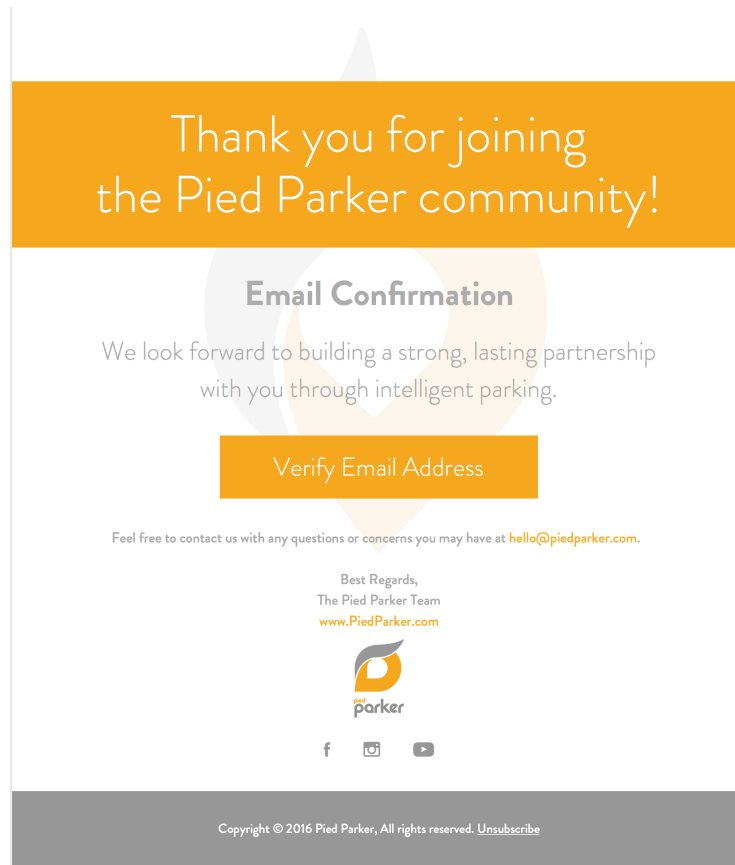 Thank you for joining
the Pied Parker community!
Email Confirmation
We look forward to building a strong, lasting partnership
with you through intelligent parking.
Verify Email Address
Feel free to contact us with any questions or concerns you may have at hello@piedparker.com.
Best Regards,
The Pied Parker Team
www.PiedParker.com
pied
parker
Copyright © 2016 Pied Parker, All rights reserved. Unsubscribe